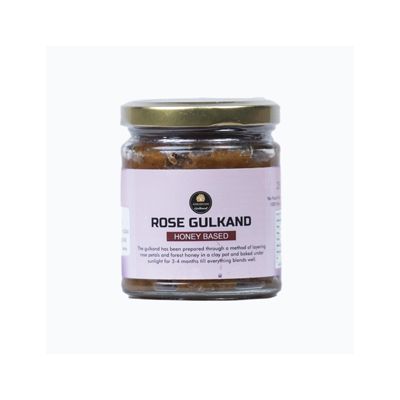 ROSE GULKAND
HONEY BASED
The gulkand has been prepared through a method of layering
rose petals and forest honey in a clay pot and baked under
sunlight for 3-4 months till everything blends well.